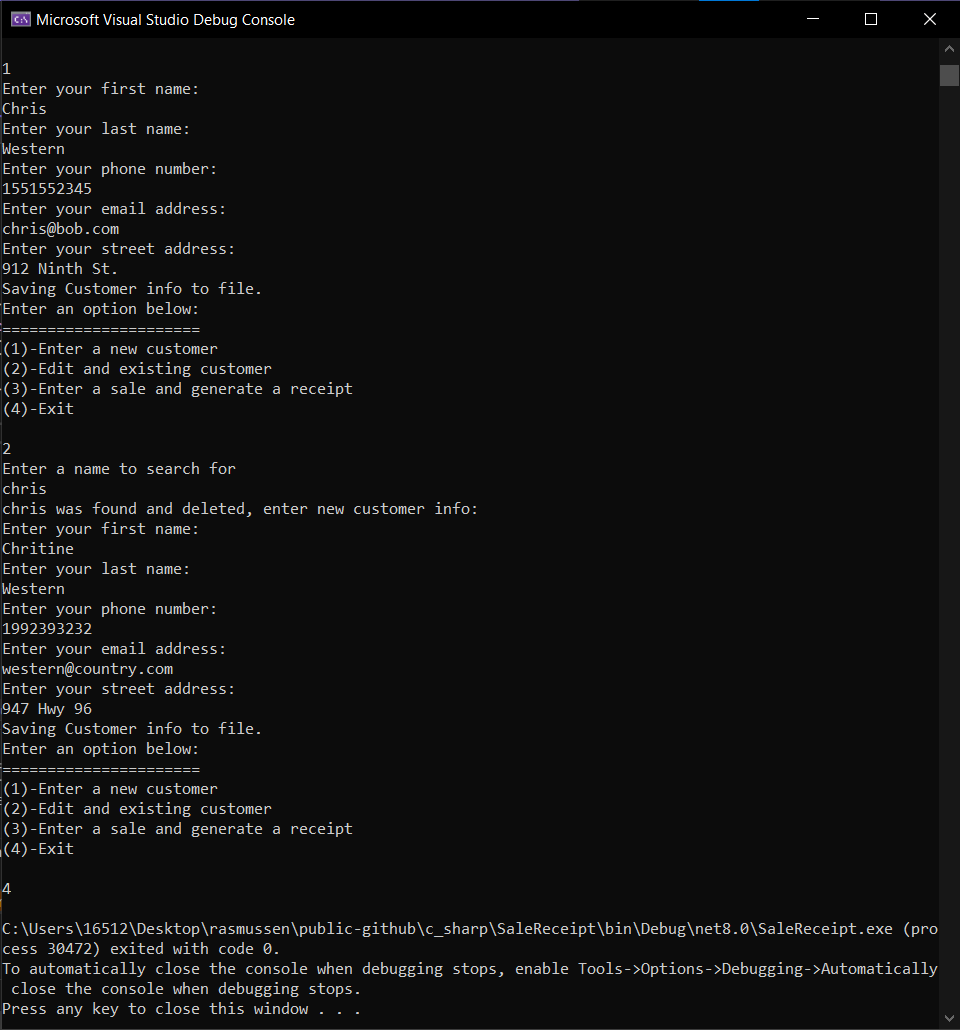 Microsoft Visual Studio Debug Console
1
Enter your first name:
Chris
Enter your last name:
Western
Enter your phone number:
1551552345
Enter your email address:
chris@bob.com
Enter your street address:
912 Ninth St.
Saving Customer info to file.
Enter an option below:
======================
(1)-Enter a new customer
(2)-Edit and existing customer
(3)-Enter a sale and generate a receipt
(4)-Exit
2
Enter a name to search for
chris
chris was found and deleted, enter new customer info:
Enter your first name:
Chritine
Enter your last name:
Western
Enter your phone number:
1992393232
Enter your email address:
western@country.com
Enter your street address:
947 Hwy 96
Saving Customer info to file.
Enter an option below:
======================
(1)-Enter a new customer
(2)-Edit and existing customer
(3)-Enter a sale and generate a receipt
(4)-Exit
4
C:\Users\16512\Desktop\rasmussen\public-github\c_sharp\SaleReceipt\bin\Debug\net8.0\SaleReceipt.exe (pro
cess 30472) exited with code 0.
To automatically close the console when debugging stops, enable Tools->Options->Debugging->Automatically
 close the console when debugging stops.
Press any key to close this window . . .